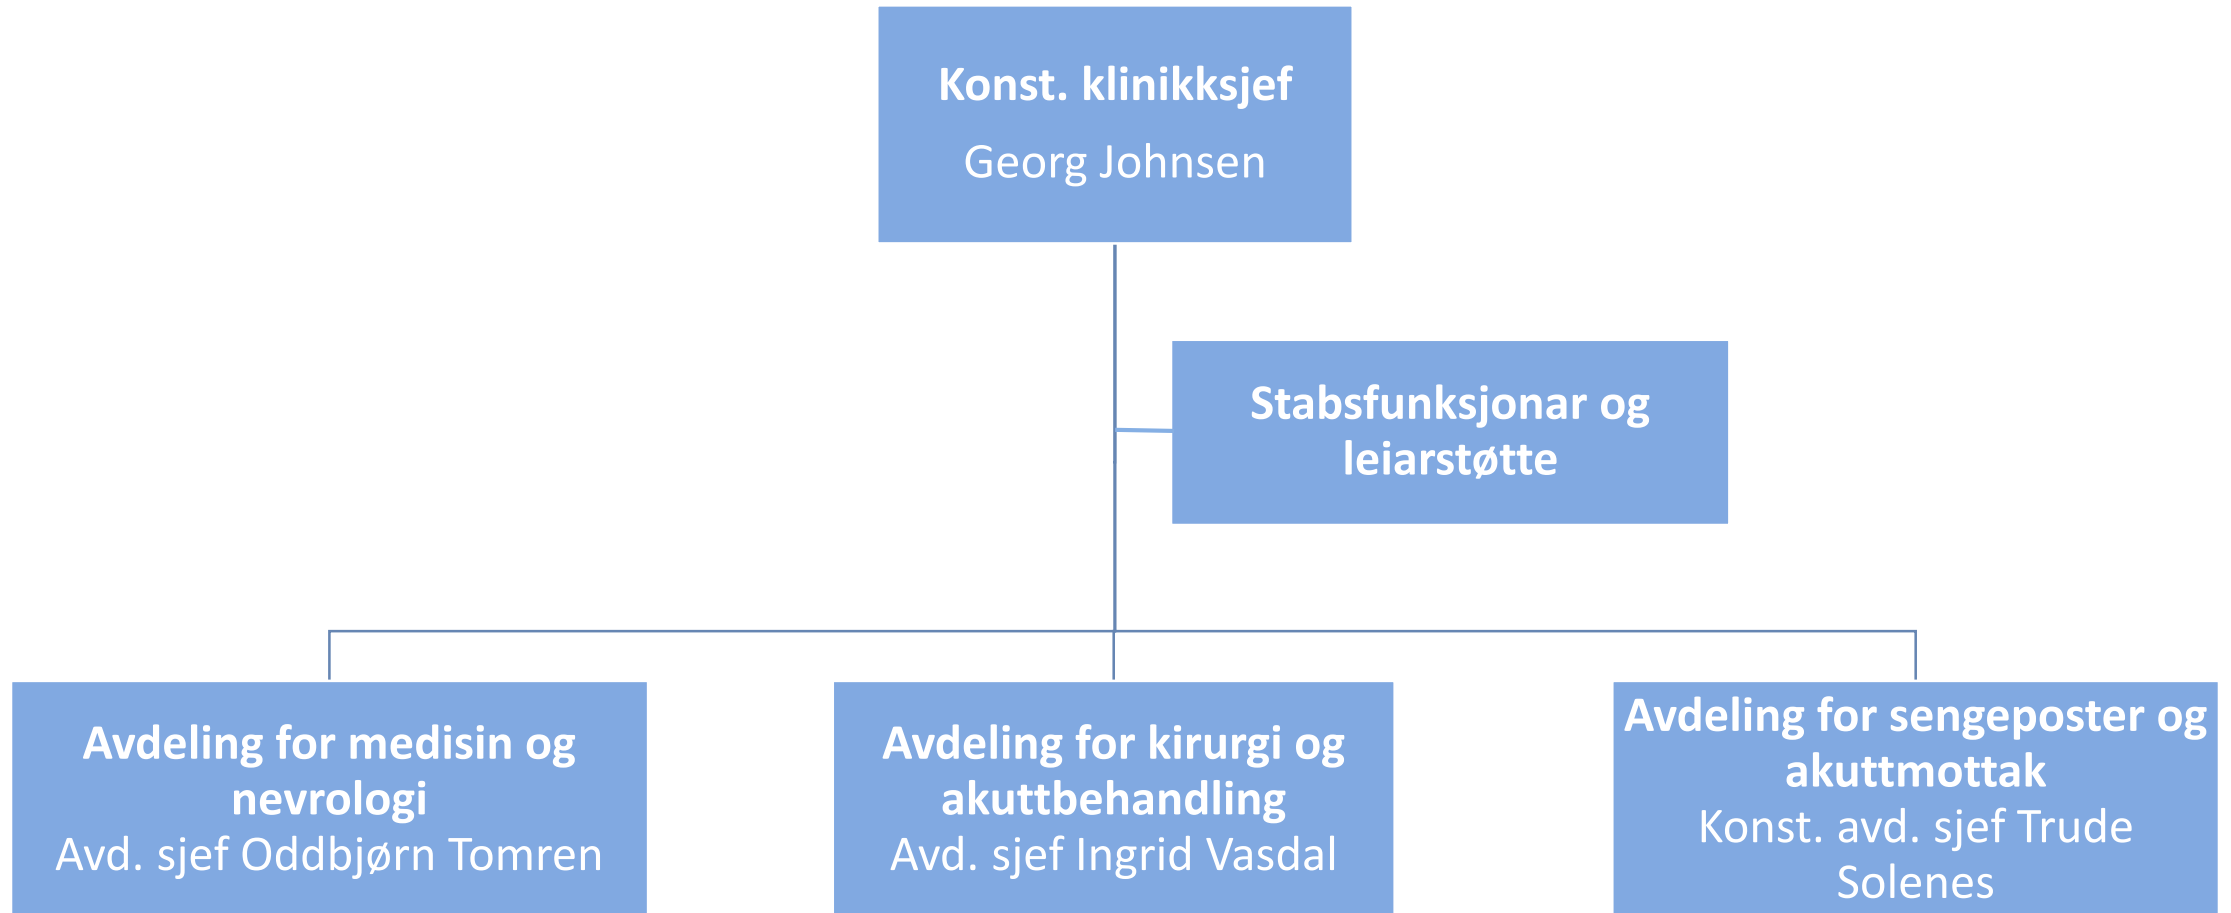 Konst. klinikksjef
Georg Johnsen
Stabsfunksjonar og
leiarstøtte
Avdeling for medisin og
nevrologi
Avd. sjef Oddbjørn Tomren
Avdeling for kirurgi og
akuttbehandling
Avd. sjef Ingrid Vasdal
Avdeling for sengeposter og
akuttmottak
Konst. avd. sjef Trude
Solenes